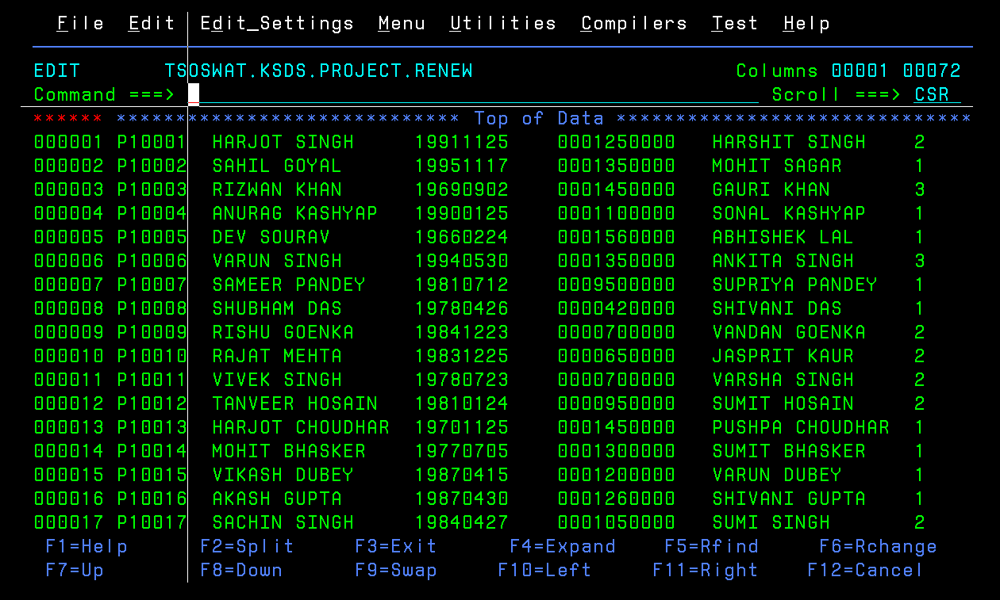 File Edit Edit_Settings Menu Utilities Compilers Test Help
EDIT TSOSWAT.KSDS.PROJECT.RENEW Columns 00001 00072
Command ===> Scroll ===> CSR
****** ***************************** Top of Data ******************************
000001 P10001 HARJOT SINGH 19911125 0001250000 HARSHIT SINGH 2
000002 P10002 SAHIL GOYAL 19951117 0001350000 MOHIT SAGAR 1
000003 P10003 RIZWAN KHAN 19690902 0001450000 GAURI KHAN 3
000004 P10004 ANURAG KASHYAP 19900125 0001100000 SONAL KASHYAP 1
000005 P10005 DEV SOURAV 19660224 0001560000 ABHISHEK LAL 1
000006 P10006 VARUN SINGH 19940530 0001350000 ANKITA SINGH 3
000007 P10007 SAMEER PANDEY 19810712 0009500000 SUPRIYA PANDEY 1
000008 P10008 SHUBHAM DAS 19780426 0000420000 SHIVANI DAS 1
000009 P10009 RISHU GOENKA 19841223 0000700000 VANDAN GOENKA 2
000010 P10010 RAJAT MEHTA 19831225 0000650000 JASPRIT KAUR 2
000011 P10011 VIVEK SINGH 19780723 0000700000 VARSHA SINGH 2
000012 P10012 TANVEER HOSAIN 19810124 0000950000 SUMIT HOSAIN 2
000013 P10013 HARJOT CHOUDHAR 19701125 0001450000 PUSHPA CHOUDHAR 1
000014 P10014 MOHIT BHASKER 19770705 0001300000 SUMIT BHASKER 1
000015 P10015 VIKASH DUBEY 19870415 0001200000 VARUN DUBEY 1
000016 P10016 AKASH GUPTA 19870430 0001260000 SHIVANI GUPTA 1
000017 P10017 SACHIN SINGH 19840427 0001050000 SUMI SINGH 2
F1=Help F2=Split F3=Exit F4=Expand F5=Rfind F6=Rchange
F7=Up F8=Down F9=Swap F10=Left F11=Right F12=Cancel